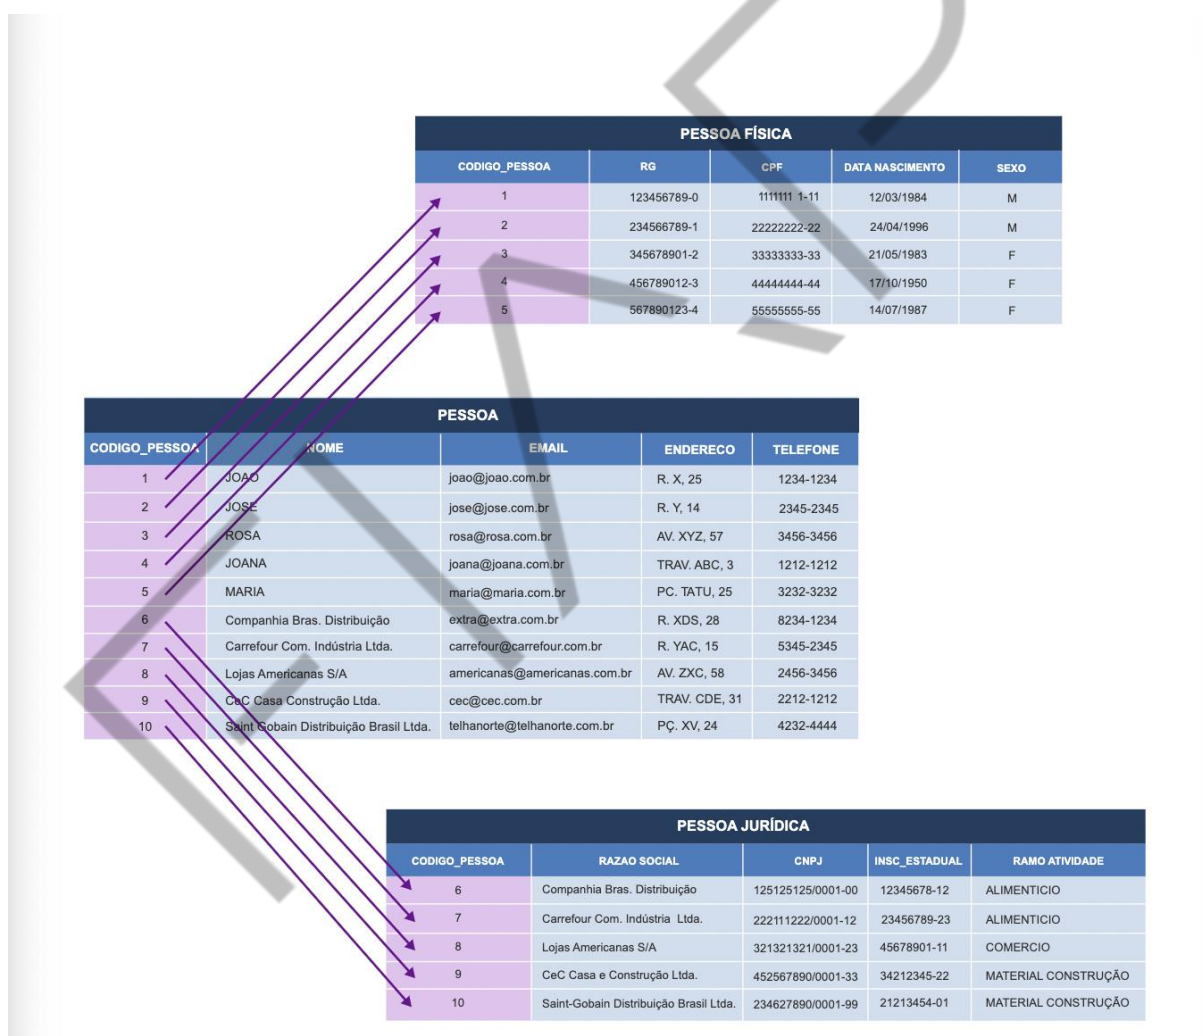 PESSOA FÍSICA
CODIGO_PESSOA RG CPF DATA NASCIMENTO SEXO
1 123456789-0 1111111 1-11 12/03/1984 M
2 234566789-1 22222222-22 24/04/1996 M
3 345678901-2 33333333-33 21/05/1983 F
4 456789012-3 44444444-44 17/10/1950 F
5 567890123-4 55555555-55 14/07/1987 F
PESSOA
CODIGO_PESSOA NOME EMAIL ENDERECO TELEFONE
1 JOAO joao@joao.com.br R. X, 25 1234-1234
2 JOSE jose@jose.com.br R. Y, 14 2345-2345
3 ROSA rosa@rosa.com.br AV. XYZ, 57 3456-3456
4 JOANA joana@joana.com.br TRAV. ABC, 3 1212-1212
5 MARIA maria@maria.com.br PC. TATU, 25 3232-3232
6 Companhia Bras. Distribuição extra@extra.com.br R. XDS, 28 8234-1234
7 Carrefour Com. Indústria Ltda. carrefour@carrefour.com.br R. YAC, 15 5345-2345
8 Lojas Americanas S/A americanas@americanas.com.br AV. ZXC, 58 2456-3456
9 CeC Casa Construção Ltda. cec@cec.com.br TRAV. CDE, 31 2212-1212
10 Saint Gobain Distribuição Brasil Ltda. telhanorte@telhanorte.com.br PÇ. XV, 24 4232-4444
PESSOA JURÍDICA
CODIGO_PESSOA RAZAO SOCIAL CNPJ INSC_ESTADUAL RAMO ATIVIDADE
6 Companhia Bras. Distribuição 125125125/0001-00 12345678-12 ALIMENTICIO
7 Carrefour Com. Indústria Ltda. 222111222/0001-12 23456789-23 ALIMENTICIO
8 Lojas Americanas S/A 321321321/0001-23 45678901-11 COMERCIO
9 CeC Casa e Construção Ltda. 452567890/0001-33 34212345-22 MATERIAL CONSTRUÇÃO
10 Saint-Gobain Distribuição Brasil Ltda. 234627890/0001-99 21213454-01 MATERIAL CONSTRUÇÃO